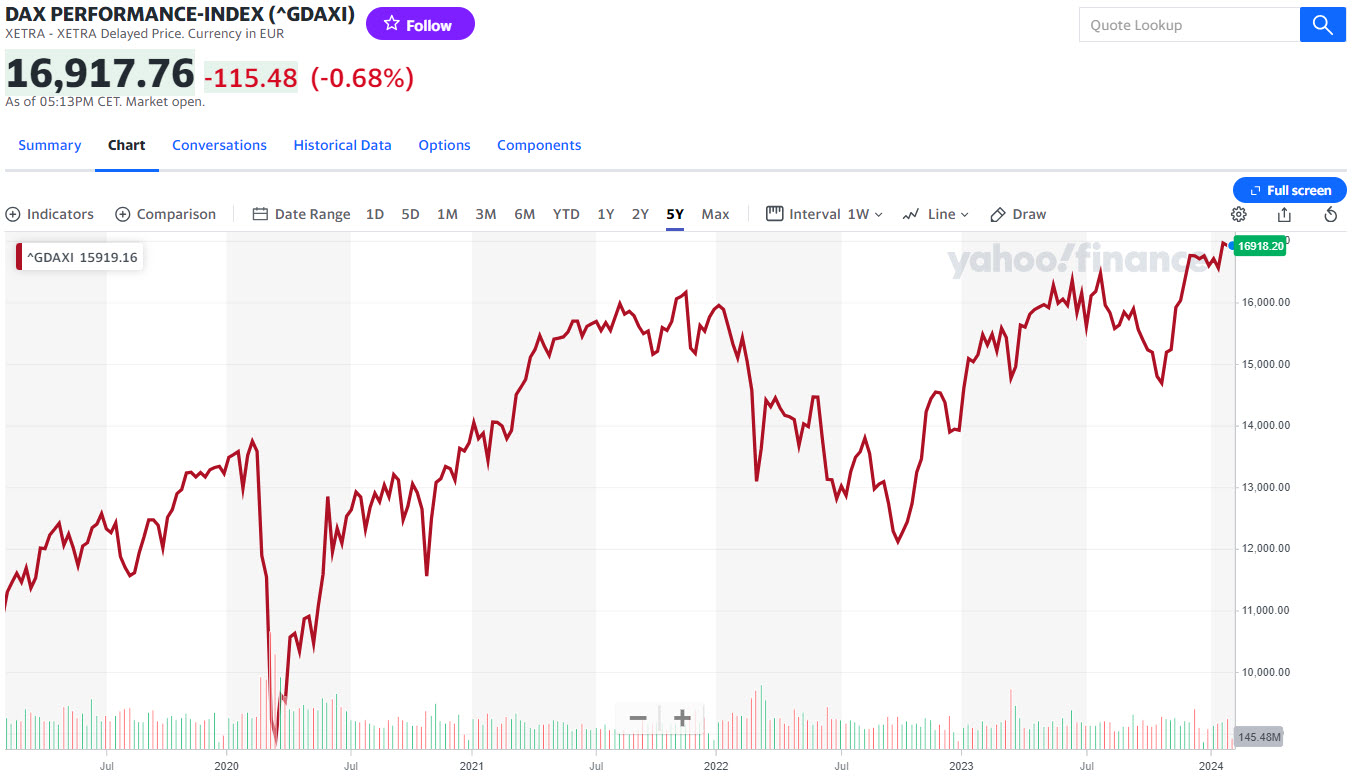 DAX PERFORMANCE-INDEX (^GDAXI)
Follow
XETRA - XETRA Delayed Price. Currency in EUR
Quote Lookup
16,917.76 -115.48 (-0.68%)
As of 05:13PM CET. Market open.
Summary Chart Conversations Historical Data Options Components
Full screen
Indicators Comparison Date Range 1D 5D 1M 3M 6M YTD 1Y 2Y 5Y Max Interval 1W Line Draw
^GDAXI 15919.16
yahoo!finance
16918.20
16,000.00
15,000.00
14,000.00
13,000.00
12,000.00
11,000.00
10,000.00
145.48M
Jul 2020 Jul 2021 Jul 2022 Jul 2023 Jul 2024